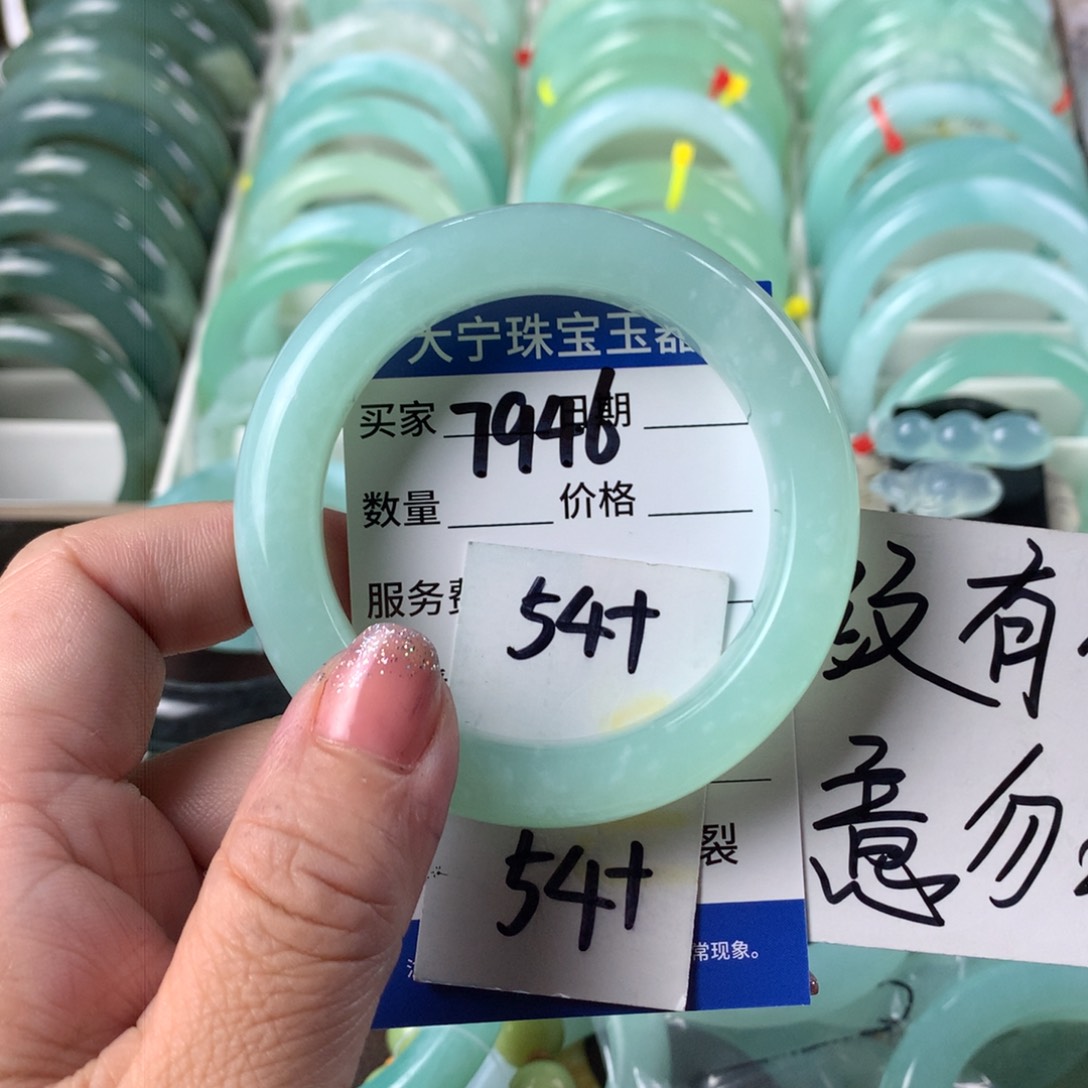 大宁珠宝玉器
买家 7946 日期
数量 价格
服务费
54+
54+
裂
常现象。
纹有
意勿